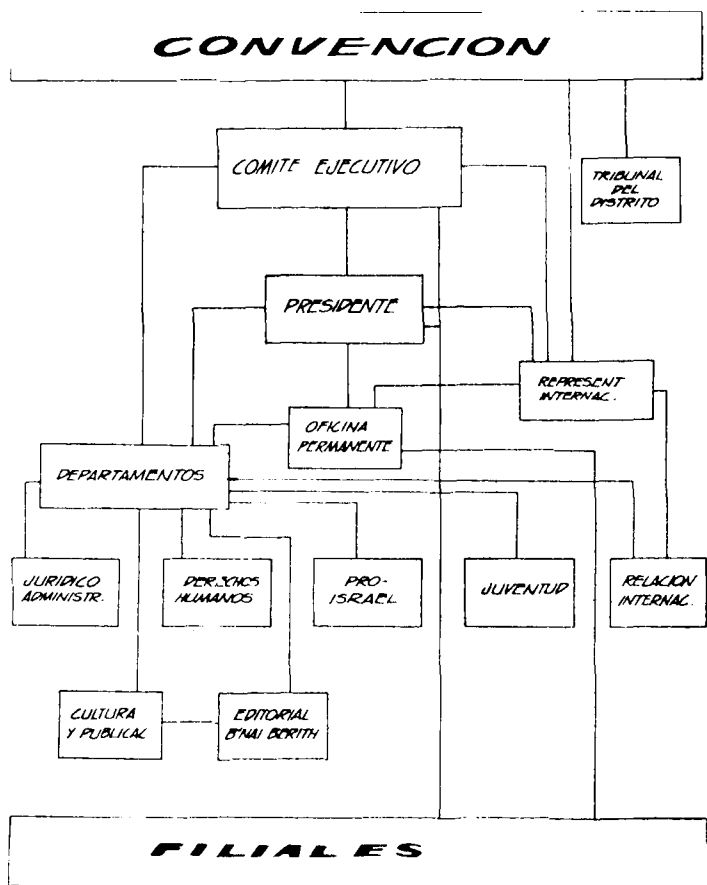 CONVENCION
COMITE EJECUTIVO
TRIBUNAL
DEL
DISTRITO
PRESIDENTE
REPRESENT
INTERNAC.
OFICINA
PERMANENTE
DEPARTAMENTOS
JURIDICO
ADMINISTR.
DERECHOS
HUMANOS
PRO-
ISRAEL
JUVENTUD
RELACION
INTERNAC.
CULTURA
Y PUBLICAC
EDITORIAL
B'NAI BERITH
FILIALES